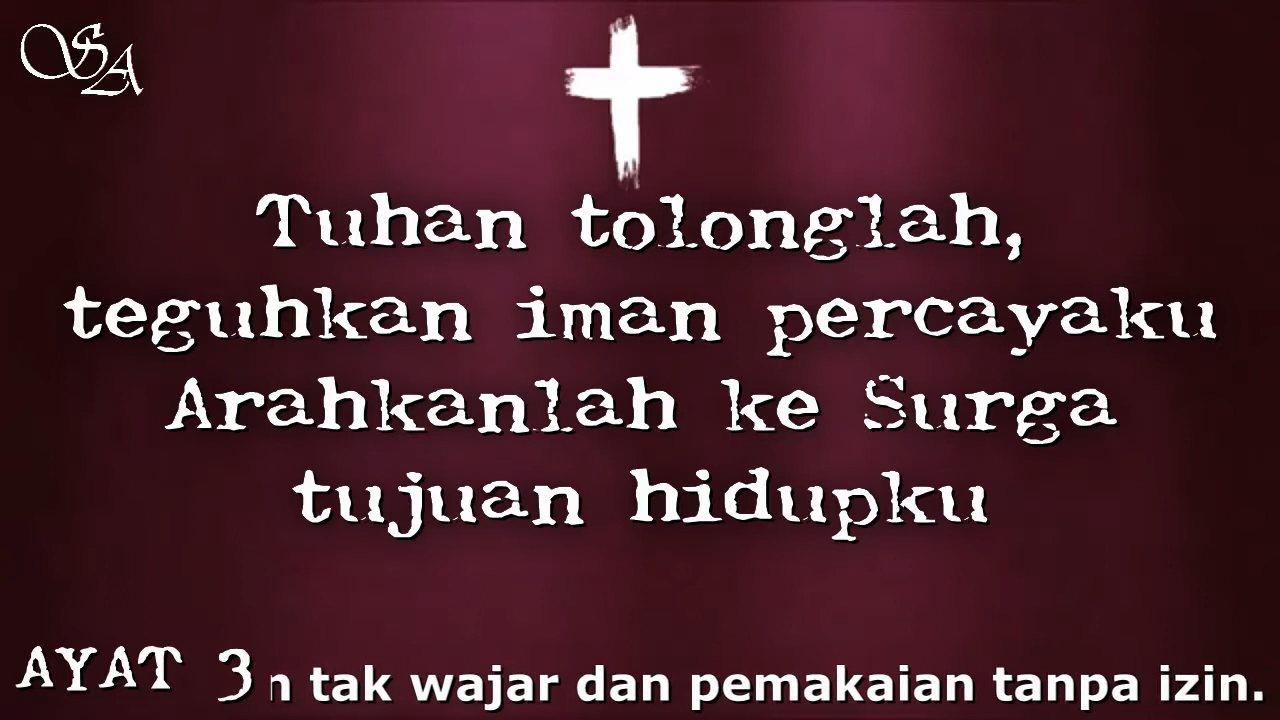 SA
Tuhan tolonglah,
teguhkan iman percayaku
Arahkanlah ke Surga
tujuan hidupku
AYAT 3
tak wajar dan pemakaian tanpa izin.